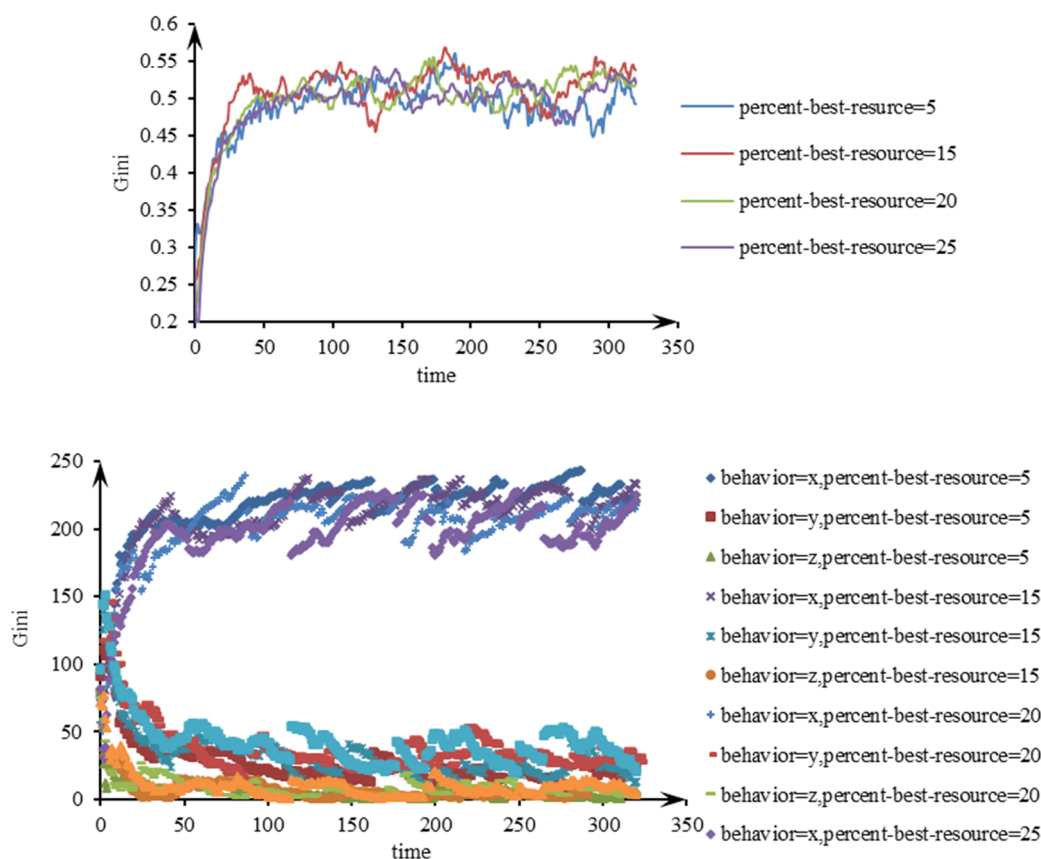 0.6
0.55
0.5
0.45
0.4
0.35
0.3
0.25
0.2
Gini
0 50 100 150 200 250 300 350
time
percent-best-resurce=5
percent-best-resource=15
percent-best-resource=20
percent-best-resource=25
250
200
150
100
50
0
Gini
0 50 100 150 200 250 300 350
time
behavior=x,percent-best-resource=5
behavior=y,percent-best-resource=5
behavior=z,percent-best-resource=5
behavior=x,percent-best-resource=15
behavior=y,percent-best-resource=15
behavior=z,percent-best-resource=15
behavior=x,percent-best-resource=20
behavior=y,percent-best-resource=20
behavior=z,percent-best-resource=20
behavior=x,percent-best-resource=25